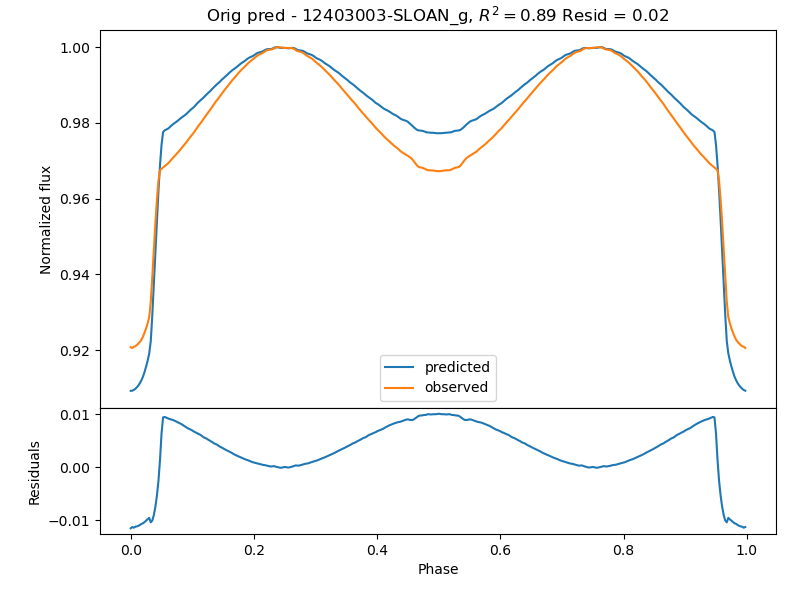 Orig pred - 12403003-SLOAN_g, R² = 0.89 Resid = 0.02
Normalized flux
1.00
0.98
0.96
0.94
0.92
predicted
observed
Residuals
0.01
0.00
−0.01
0.0 0.2 0.4 0.6 0.8 1.0
Phase